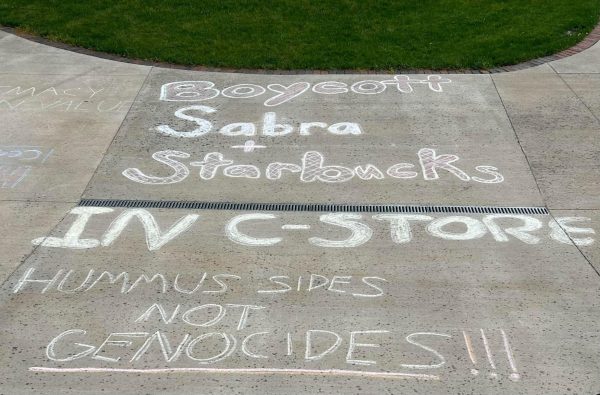 Boycott
Sabra
+
Starbucks
IN C-STORE
HUMMUS SIDES
NOT
GENOCIDES!!!